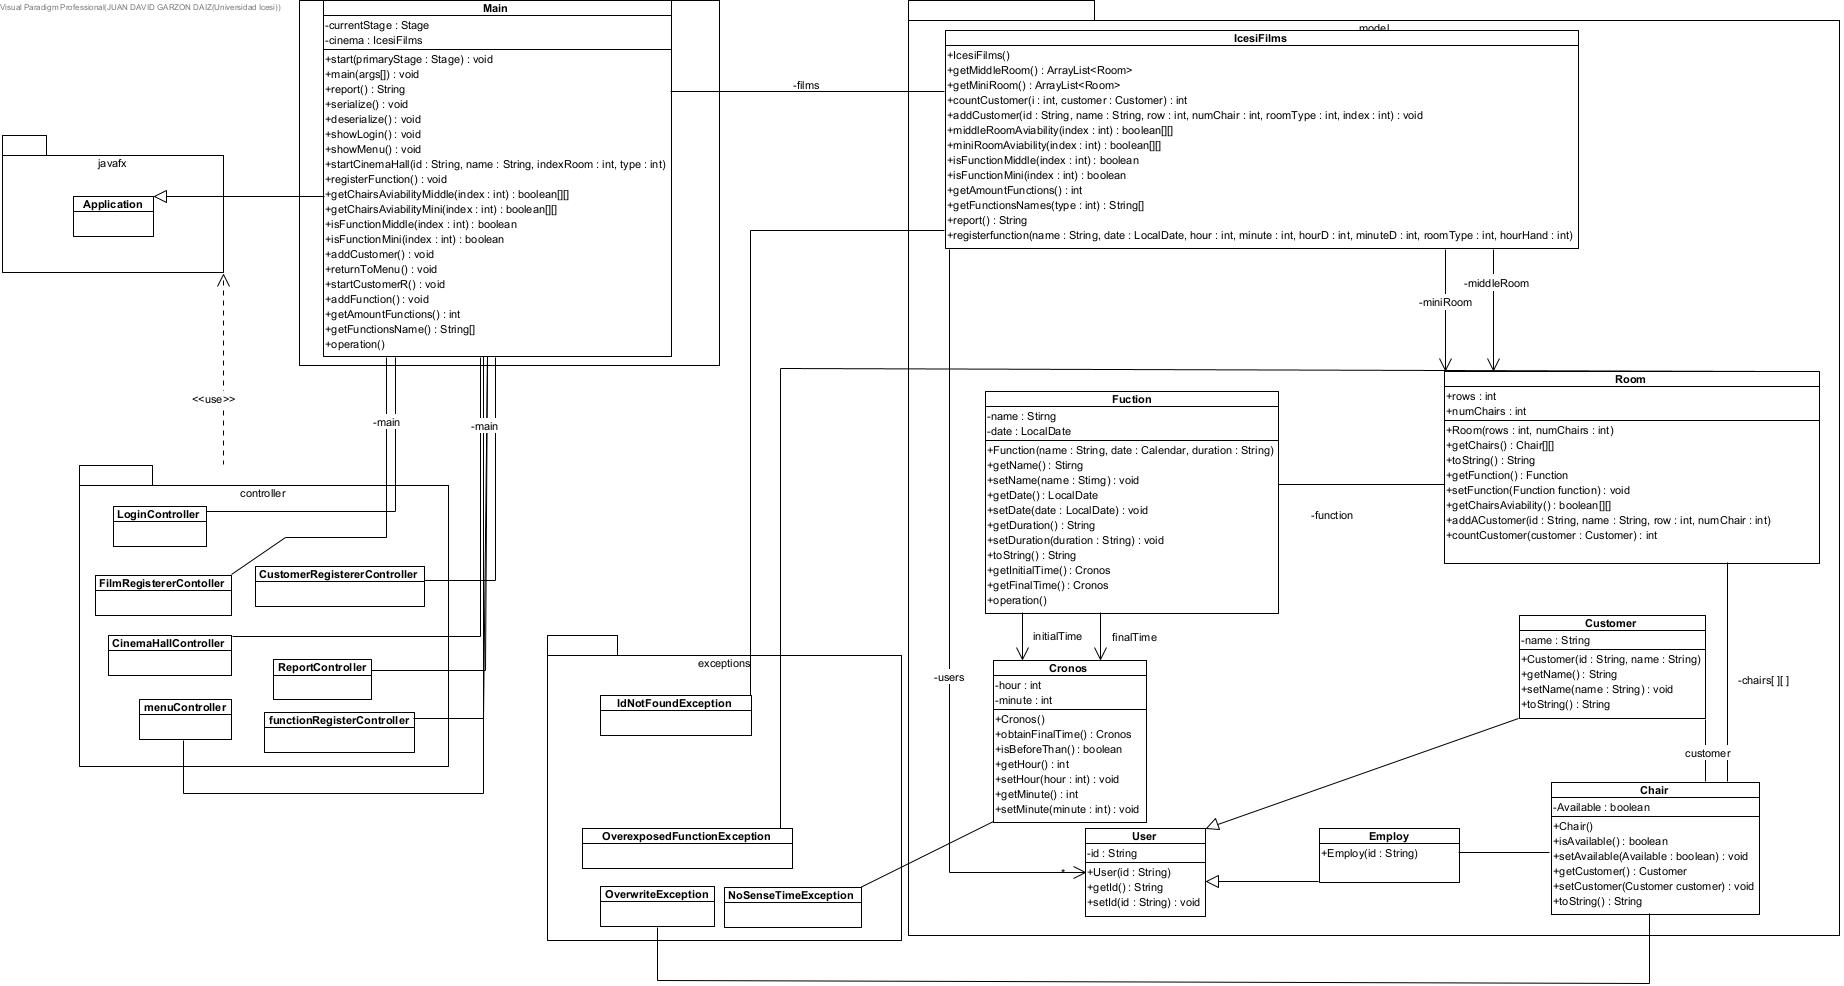 Visual Paradigm Professional(JUAN DAVID GARZON DAIZ(Universidad Icesi))
Main
-currentStage : Stage
-cinema : IcesiFilms
+start(primaryStage : Stage) : void
+main(args[]) : void
+report() : String
+serialize() : void
+deserialize() : void
+showLogin() : void
+showMenu() : void
+startCinemaHall(id : String, name : String, indexRoom : int, type : int)
+registerFunction() : void
+getChairsAviabilityMiddle(index : int) : boolean[][]
+getChairsAviabilityMini(index : int) : boolean[][]
+isFunctionMiddle(index : int) : boolean
+isFunctionMini(index : int) : boolean
+addCustomer() : void
+returnToMenu() : void
+startCustomerR() : void
+addFunction() : void
+getAmountFunctions() : int
+getFunctionsName() : String[]
+operation()
-films
model
IcesiFilms
+IcesiFilms()
+getMiddleRoom() : ArrayList<Room>
+getMiniRoom() : ArrayList<Room>
+countCustomer(i : int, customer : Customer) : int
+addCustomer(id : String, name : String, row : int, numChair : int, roomType : int, index : int) : void
+middleRoomAviability(index : int) : boolean[][]
+miniRoomAviability(index : int) : boolean[][]
+isFunctionMiddle(index : int) : boolean
+isFunctionMini(index : int) : boolean
+getAmountFunctions() : int
+getFunctionsNames(type : int) : String[]
+report() : String
+registerfunction(name : String, date : LocalDate, hour : int, minute : int, hourD : int, minuteD : int, roomType : int, hourHand : int)
javafx
Application
<<use>>
-main
-main
-miniRoom
-middleRoom
controller
LoginController
FilmRegistererContoller
CustomerRegistererController
CinemaHallController
ReportController
menuController
functionRegisterController
Fuction
-name : Stirng
-date : LocalDate
+Function(name : String, date : Calendar, duration : String)
+getName() : Stirng
+setName(name : Stimg) : void
+getDate() : LocalDate
+setDate(date : LocalDate) : void
+getDuration() : String
+setDuration(duration : String) : void
+toString() : String
+getInitialTime() : Cronos
+getFinalTime() : Cronos
+operation()
-function
Room
+rows : int
+numChairs : int
+Room(rows : int, numChairs : int)
+getChairs() : Chair[][]
+toString() : String
+getFunction() : Function
+setFunction(Function function) : void
+getChairsAviability() : boolean[][]
+addACustomer(id : String, name : String, row : int, numChair : int)
+countCustomer(customer : Customer) : int
initialTime
finalTime
exceptions
IdNotFoundException
OverexposedFunctionException
OverwriteException
NoSenseTimeException
-users
*
Cronos
-hour : int
-minute : int
+Cronos()
+obtainFinalTime() : Cronos
+isBeforeThan() : boolean
+getHour() : int
+setHour(hour : int) : void
+getMinute() : int
+setMinute(minute : int) : void
Customer
-name : String
+Customer(id : String, name : String)
+getName() : String
+setName(name : String) : void
+toString() : String
-chairs[ ][ ]
customer
User
-id : String
+User(id : String)
+getId() : String
+setId(id : String) : void
Employ
+Employ(id : String)
Chair
-Available : boolean
+Chair()
+isAvailable() : boolean
+setAvailable(Available : boolean) : void
+getCustomer() : Customer
+setCustomer(Customer customer) : void
+toString() : String